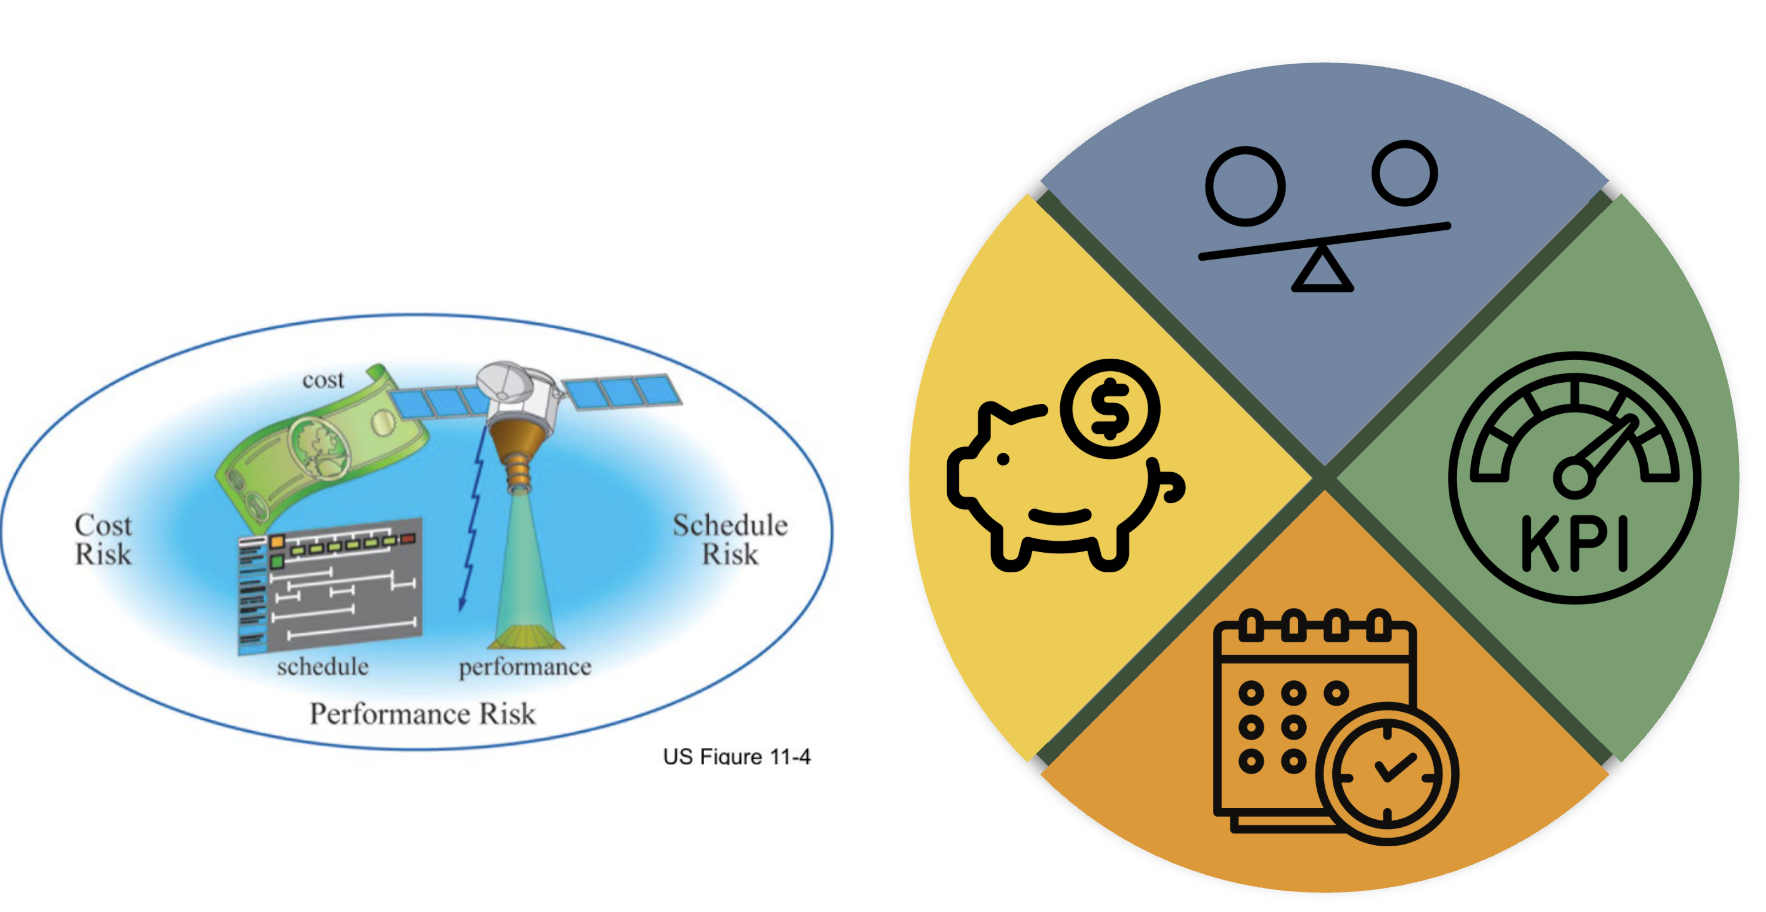 cost
Cost
Risk
Schedule
Risk
schedule
performance
Performance Risk
US Figure 11-4
$
KPI